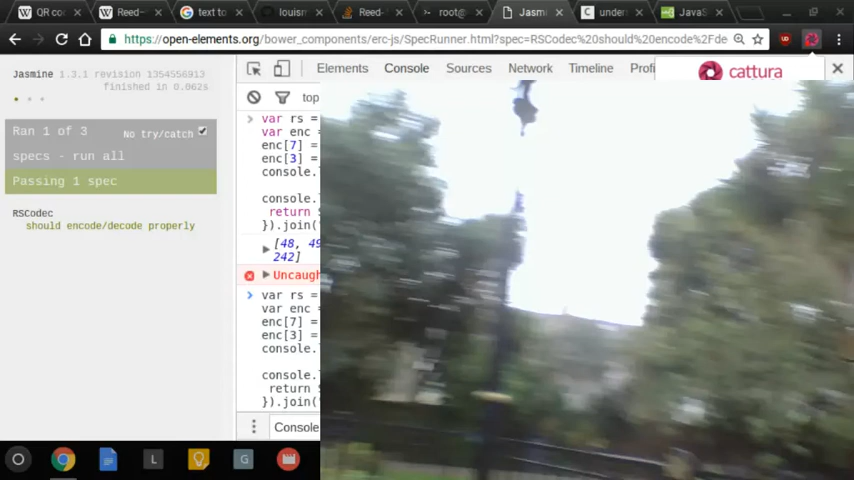 QR co
Reed-
text to
louism
Reed-
root@
Jasmi
under
JavaS
https://open-elements.org/bower_components/erc-js/SpecRunner.html?spec=RSCodec%20should%20encode%2Fde
Jasmine 1.3.1 revision 1354556913
finished in 0.062s
Ran 1 of 3
No try/catch
specs - run all
Passing 1 spec
RSCodec
should encode/decode properly
Elements Console Sources Network Timeline Profi
cattura
top
var rs =
var enc =
enc[7] =
enc[3] =
console.
console.
return
}).join(
[48, 49
242]
Uncaugh
var rs =
var enc =
enc[7] =
enc[3] =
console.
console.
return
}).join(
Console